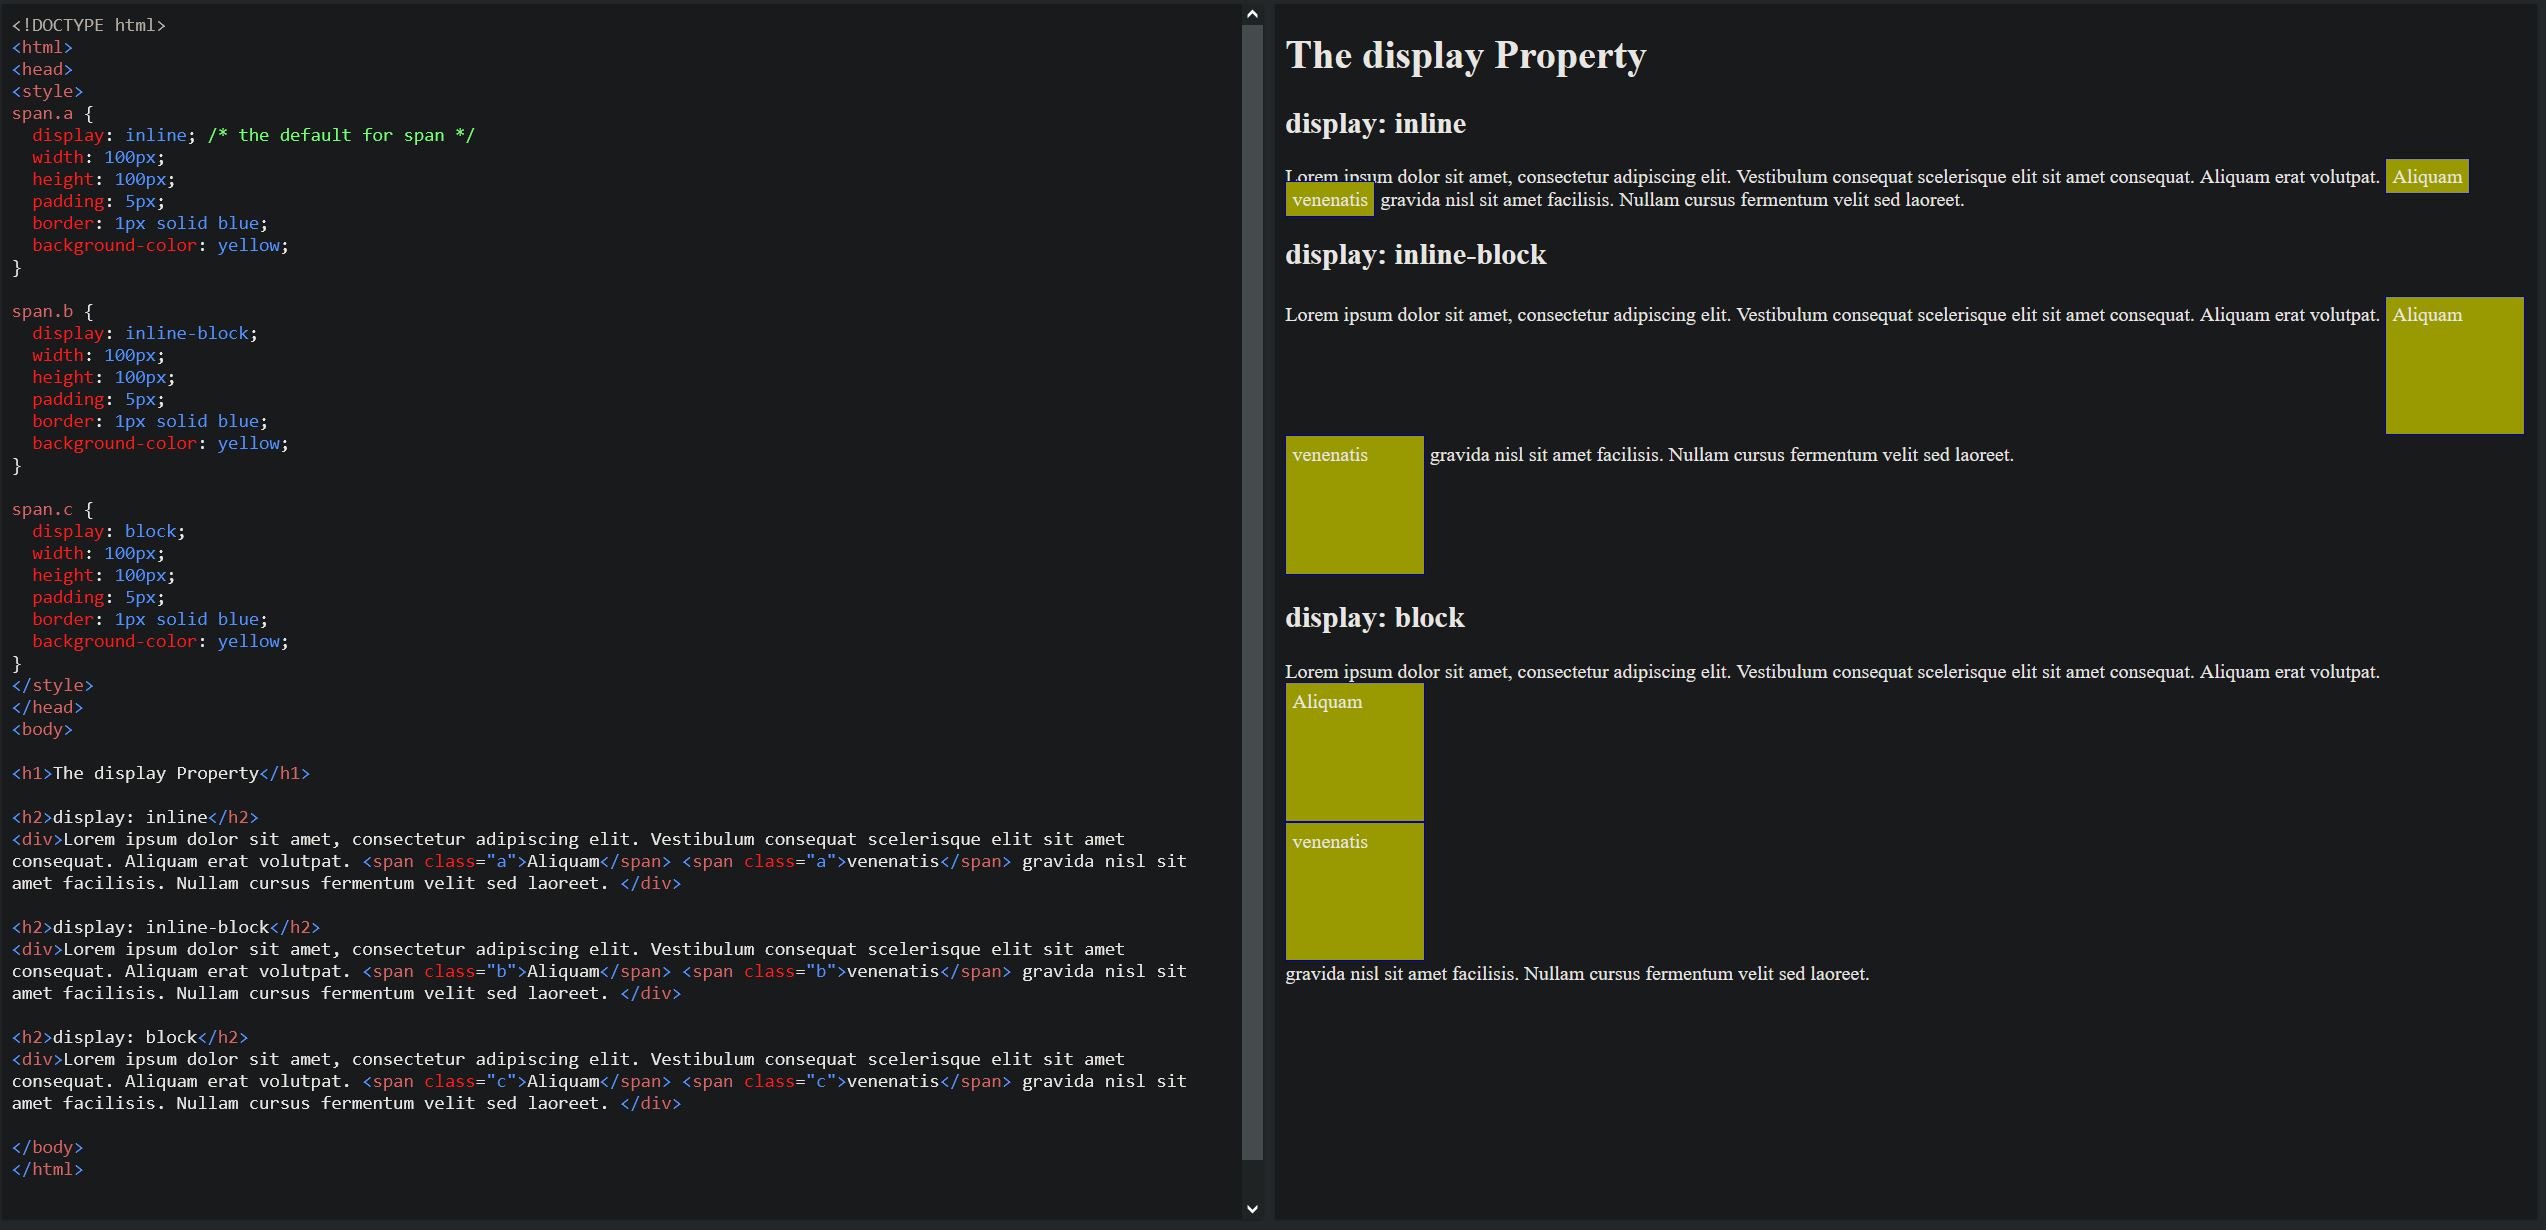 <!DOCTYPE html>
<html>
<head>
<style>
span.a {
  display: inline; /* the default for span */
  width: 100px;
  height: 100px;
  padding: 5px;
  border: 1px solid blue;
  background-color: yellow;
}

span.b {
  display: inline-block;
  width: 100px;
  height: 100px;
  padding: 5px;
  border: 1px solid blue;
  background-color: yellow;
}

span.c {
  display: block;
  width: 100px;
  height: 100px;
  padding: 5px;
  border: 1px solid blue;
  background-color: yellow;
}
</style>
</head>
<body>

<h1>The display Property</h1>

<h2>display: inline</h2>
<div>Lorem ipsum dolor sit amet, consectetur adipiscing elit. Vestibulum consequat scelerisque elit sit amet
consequat. Aliquam erat volutpat. <span class="a">Aliquam</span> <span class="a">venenatis</span> gravida nisl sit
amet facilisis. Nullam cursus fermentum velit sed laoreet. </div>

<h2>display: inline-block</h2>
<div>Lorem ipsum dolor sit amet, consectetur adipiscing elit. Vestibulum consequat scelerisque elit sit amet
consequat. Aliquam erat volutpat. <span class="b">Aliquam</span> <span class="b">venenatis</span> gravida nisl sit
amet facilisis. Nullam cursus fermentum velit sed laoreet. </div>

<h2>display: block</h2>
<div>Lorem ipsum dolor sit amet, consectetur adipiscing elit. Vestibulum consequat scelerisque elit sit amet
consequat. Aliquam erat volutpat. <span class="c">Aliquam</span> <span class="c">venenatis</span> gravida nisl sit
amet facilisis. Nullam cursus fermentum velit sed laoreet. </div>

</body>
</html>
The display Property
display: inline
Lorem ipsum dolor sit amet, consectetur adipiscing elit. Vestibulum consequat scelerisque elit sit amet consequat. Aliquam erat volutpat. Aliquam
venenatis gravida nisl sit amet facilisis. Nullam cursus fermentum velit sed laoreet.
display: inline-block
Lorem ipsum dolor sit amet, consectetur adipiscing elit. Vestibulum consequat scelerisque elit sit amet consequat. Aliquam erat volutpat. Aliquam
venenatis gravida nisl sit amet facilisis. Nullam cursus fermentum velit sed laoreet.
display: block
Lorem ipsum dolor sit amet, consectetur adipiscing elit. Vestibulum consequat scelerisque elit sit amet consequat. Aliquam erat volutpat.
Aliquam
venenatis
gravida nisl sit amet facilisis. Nullam cursus fermentum velit sed laoreet.